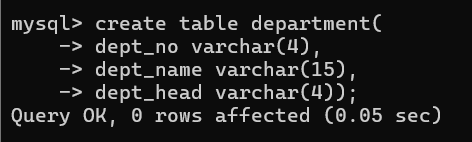 mysql> create table department(
    -> dept_no varchar(4),
    -> dept_name varchar(15),
    -> dept_head varchar(4));
Query OK, 0 rows affected (0.05 sec)